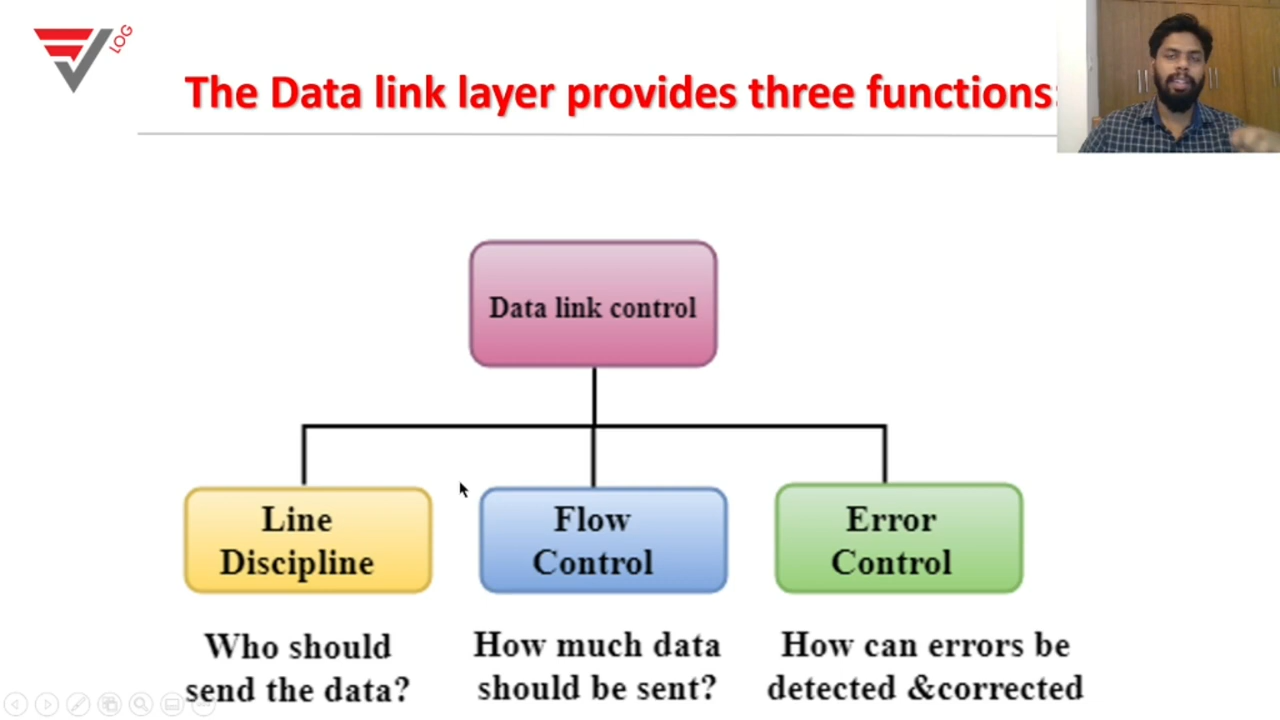 LOG
The Data link layer provides three functions:
Data link control
Line
Discipline
Flow
Control
Error
Control
Who should
send the data?
How much data
should be sent?
How can errors be
detected &corrected